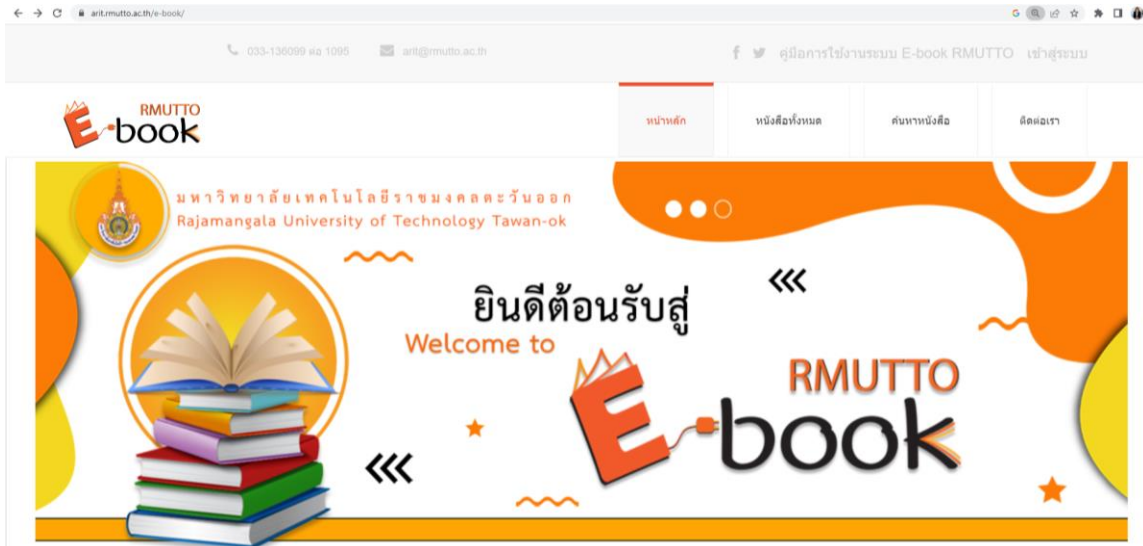 arit.rmutto.ac.th/e-book/
033-136099 ต่อ 1095 arit@rmutto.ac.th คู่มือการใช้งานระบบ E-book RMUTTO เข้าสู่ระบบ
RMUTTO
E-book
หน้าหลัก หนังสือทั้งหมด ค้นหาหนังสือ ติดต่อเรา
มหาวิทยาลัยเทคโนโลยีราชมงคลตะวันออก
Rajamangala University of Technology Tawan-ok
ยินดีต้อนรับสู่
Welcome to
RMUTTO
E-book